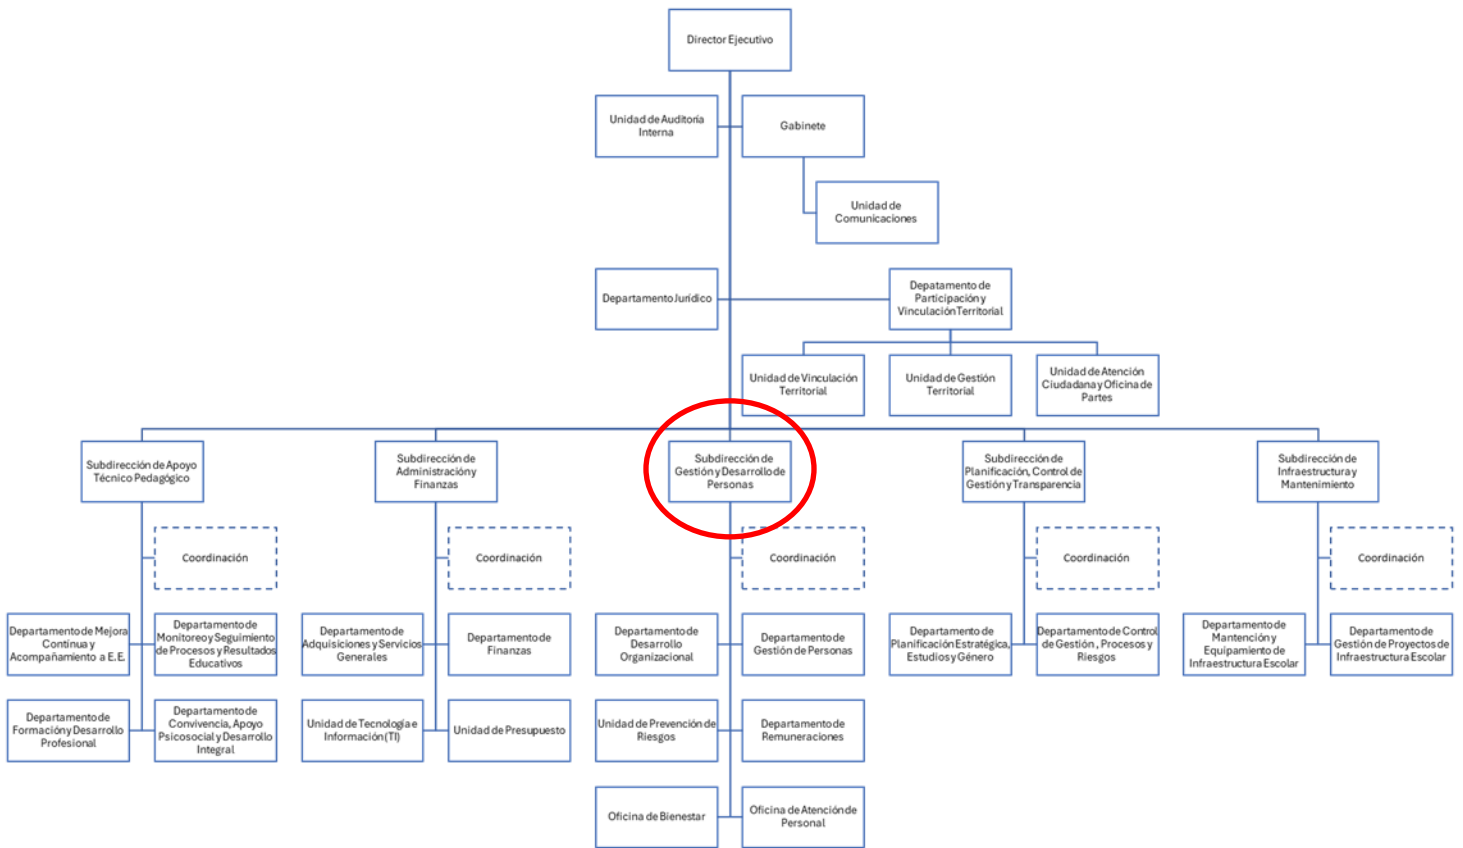 Director Ejecutivo
Unidad de Auditoría
Interna
Gabinete
Unidad de
Comunicaciones
Departamento Jurídico
Depatamento de
Participación y
Vinculación Territorial
Unidad de Vinculación
Territorial
Unidad de Gestión
Territorial
Unidad de Atención
Ciudadana y Oficina de
Partes
Subdirección de Apoyo
Técnico Pedagógico
Subdirección de
Administración y
Finanzas
Subdirección de
Gestión y Desarrollo de
Personas
Subdirección de
Planificación, Control de
Gestión y Transparencia
Subdirección de
Infraestructura y
Mantenimiento
Coordinación
Coordinación
Coordinación
Coordinación
Coordinación
Departamento de Mejora
Contínua y
Acompañamiento a E.E.
Departamento de
Monitoreo y Seguimiento
de Procesos y Resultados
Educativos
Departamento de
Adquisiciones y Servicios
Generales
Departamento de
Finanzas
Departamento de
Desarrollo
Organizacional
Departamento de
Gestión de Personas
Departamento de
Planificación Estratégica,
Estudios y Género
Departamento de Control
de Gestión , Procesos y
Riesgos
Departamento de
Mantención y
Equipamiento de
Infraestructura Escolar
Departamento de
Gestión de Proyectos de
Infraestructura Escolar
Departamento de
Formación y Desarrollo
Profesional
Departamento de
Convivencia, Apoyo
Psicosocial y Desarrollo
Integral
Unidad de Tecnología e
Información (TI)
Unidad de Presupuesto
Unidad de Prevención de
Riesgos
Departamento de
Remuneraciones
Oficina de Bienestar
Oficina de Atención de
Personal